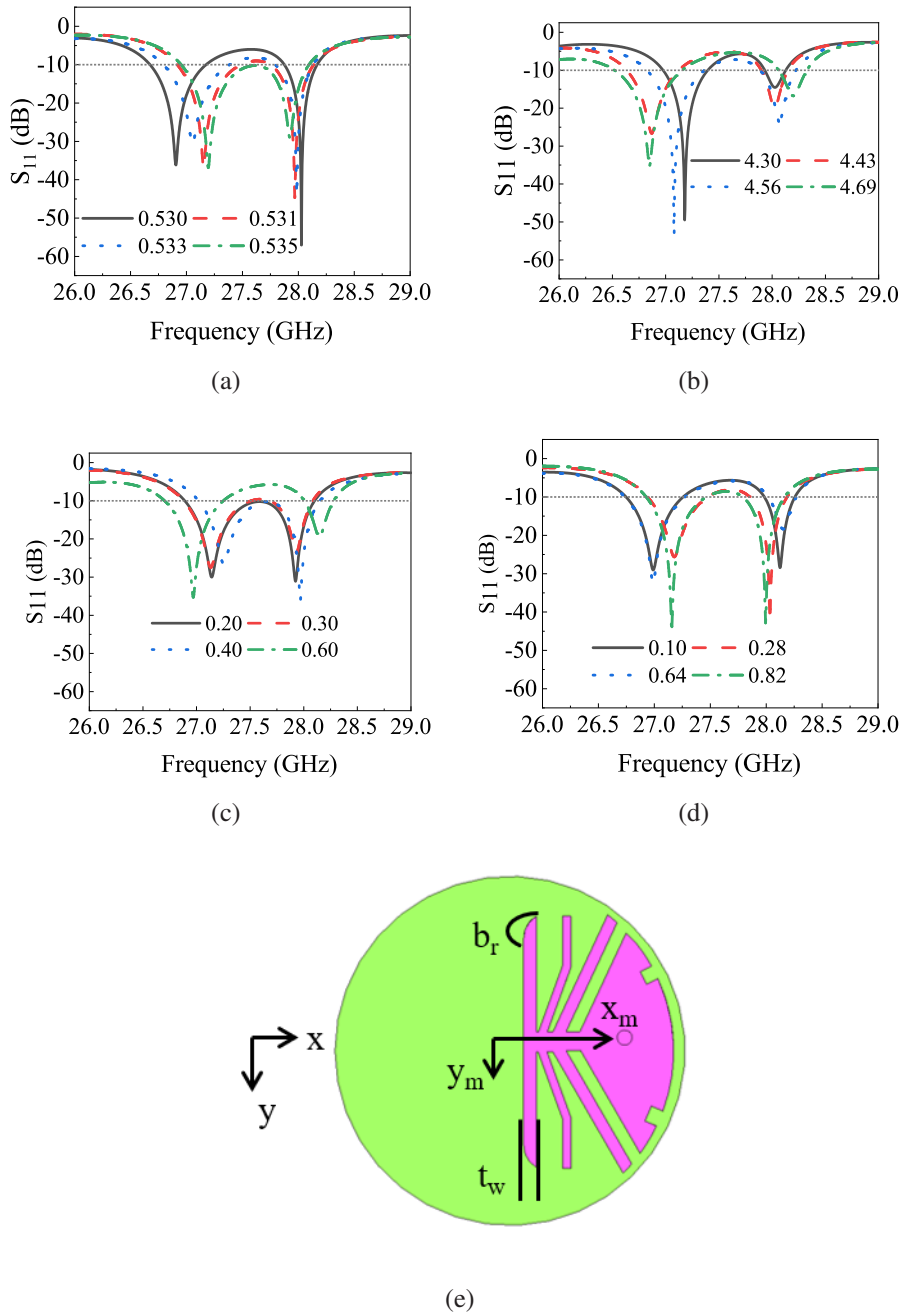 0
-10
-20
-30
-40
-50
-60
S11 (dB)
0.530 0.531
0.533 0.535
26.0 26.5 27.0 27.5 28.0 28.5 29.0
Frequency (GHz)
(a)
0
-10
-20
-30
-40
-50
-60
S11 (dB)
4.30 4.43
4.56 4.69
26.0 26.5 27.0 27.5 28.0 28.5 29.0
Frequency (GHz)
(b)
0
-10
-20
-30
-40
-50
-60
S11 (dB)
0.20 0.30
0.40 0.60
26.0 26.5 27.0 27.5 28.0 28.5 29.0
Frequency (GHz)
(c)
0
-10
-20
-30
-40
-50
-60
S11 (dB)
0.10 0.28
0.64 0.82
26.0 26.5 27.0 27.5 28.0 28.5 29.0
Frequency (GHz)
(d)
br
xm
x
ym
y
tw
(e)